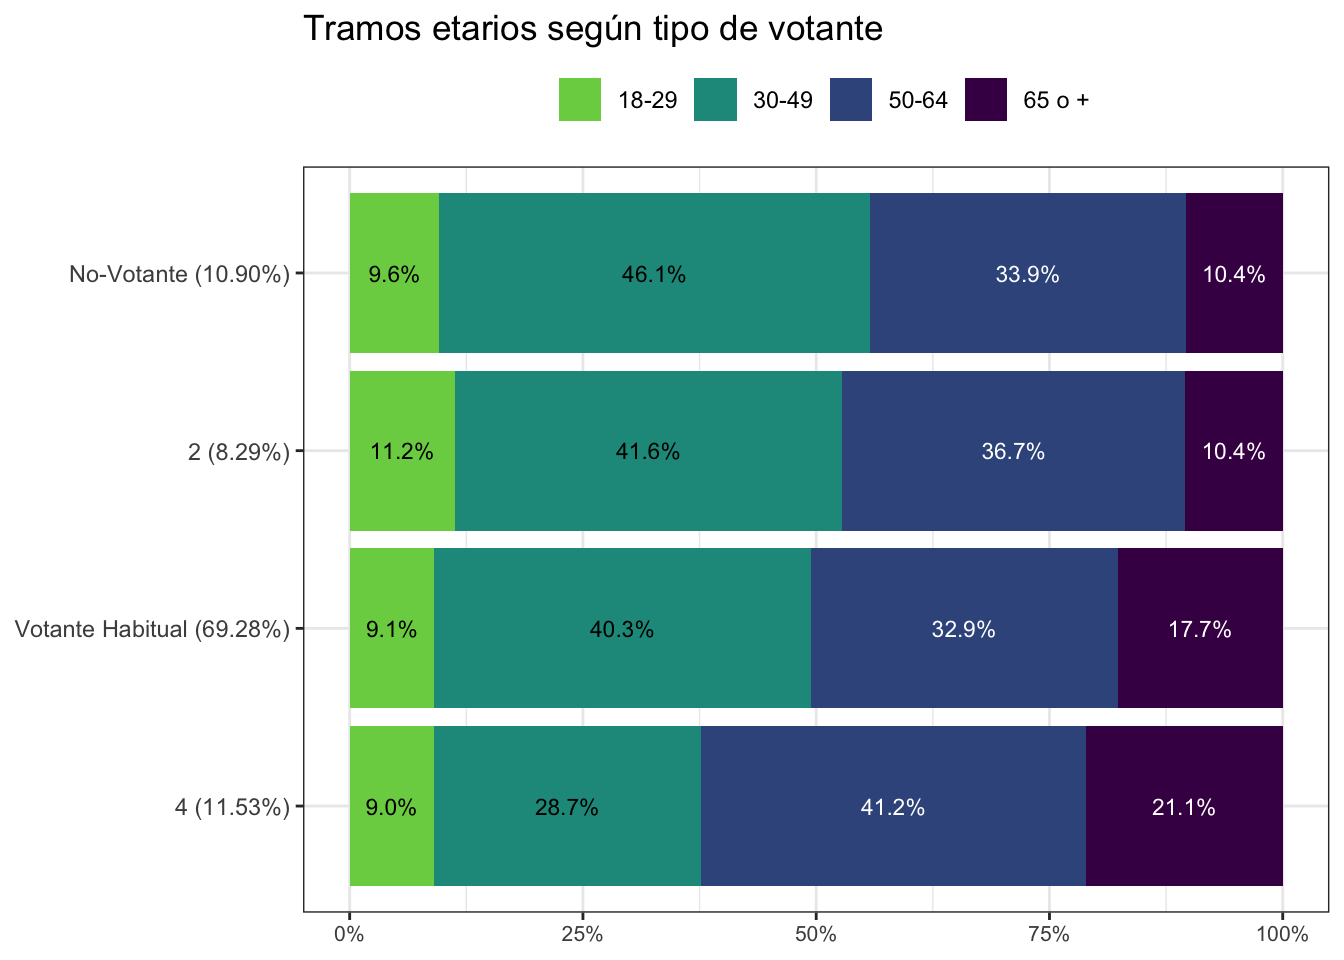 Tramos etarios según tipo de votante
18-29 30-49 50-64 65 o +
No-Votante (10.90%) 9.6% 46.1% 33.9% 10.4%
2 (8.29%) 11.2% 41.6% 36.7% 10.4%
Votante Habitual (69.28%) 9.1% 40.3% 32.9% 17.7%
4 (11.53%) 9.0% 28.7% 41.2% 21.1%
0% 25% 50% 75% 100%